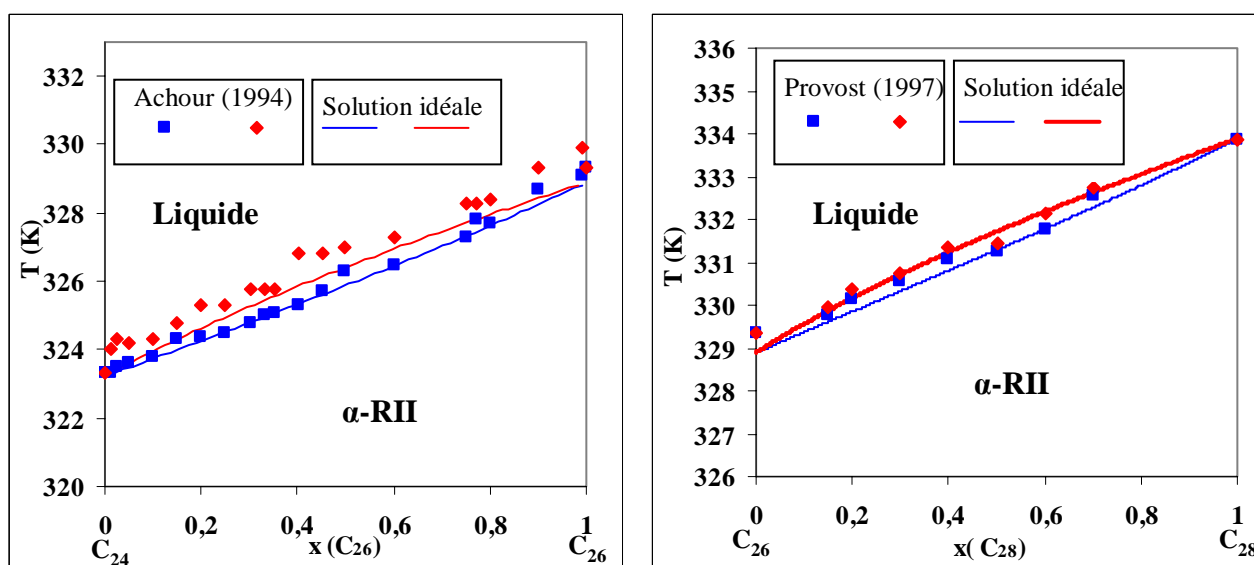 332
330
328
326
324
322
320
T (K)
Achour (1994)
Solution idéale
Liquide
α-RII
0
0,2
0,4
0,6
0,8
1
C24
x (C26)
C26
336
335
334
333
332
331
330
329
328
327
326
T (K)
Provost (1997)
Solution idéale
Liquide
α-RII
0
0,2
0,4
0,6
0,8
1
C26
x( C28)
C28